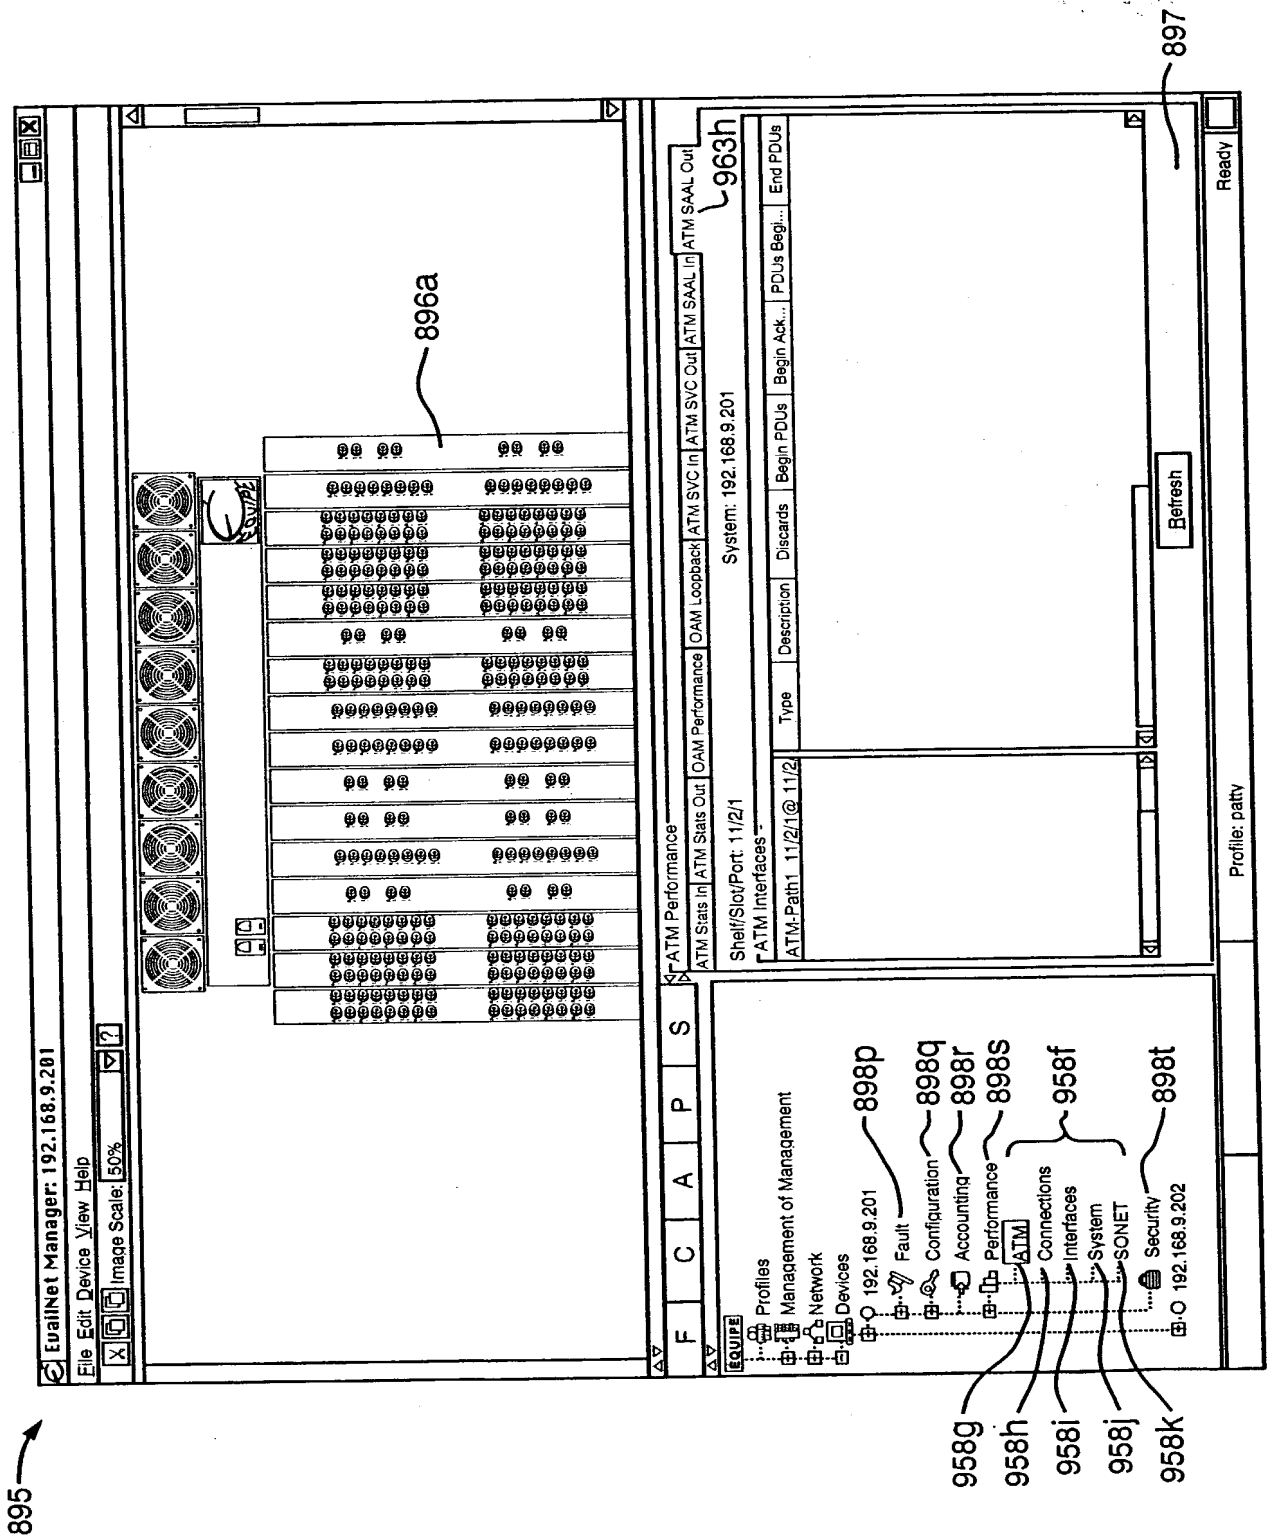 895
EuailNet Manager: 192.168.9.201
File Edit Device View Help
X Image Scale: 50% ?
EQUIPE
896a
F C A P S
EQUIPE
Profiles
Management of Management
Network
Devices
192.168.9.201
Fault
898p
Configuration
898q
Accounting
898r
Performance
898s
ATM
Connections
Interfaces
System
SONET
958f
Security
898t
192.168.9.202
958g
958h
958i
958j
958k
ATM Performance
ATM Stats In ATM Stats Out OAM Performance OAM Loopback ATM SVC In ATM SVC Out ATM SAAL In ATM SAAL Out
963h
Shelf/Slot/Port: 11/2/1 System: 192.168.9.201
ATM Interfaces
ATM-Path1 11/2/1@ 11/2/ Type Description Discards Begin PDUs Begin Ack... PDUs Begi... End PDUs
Refresh
897
Profile: patty Ready